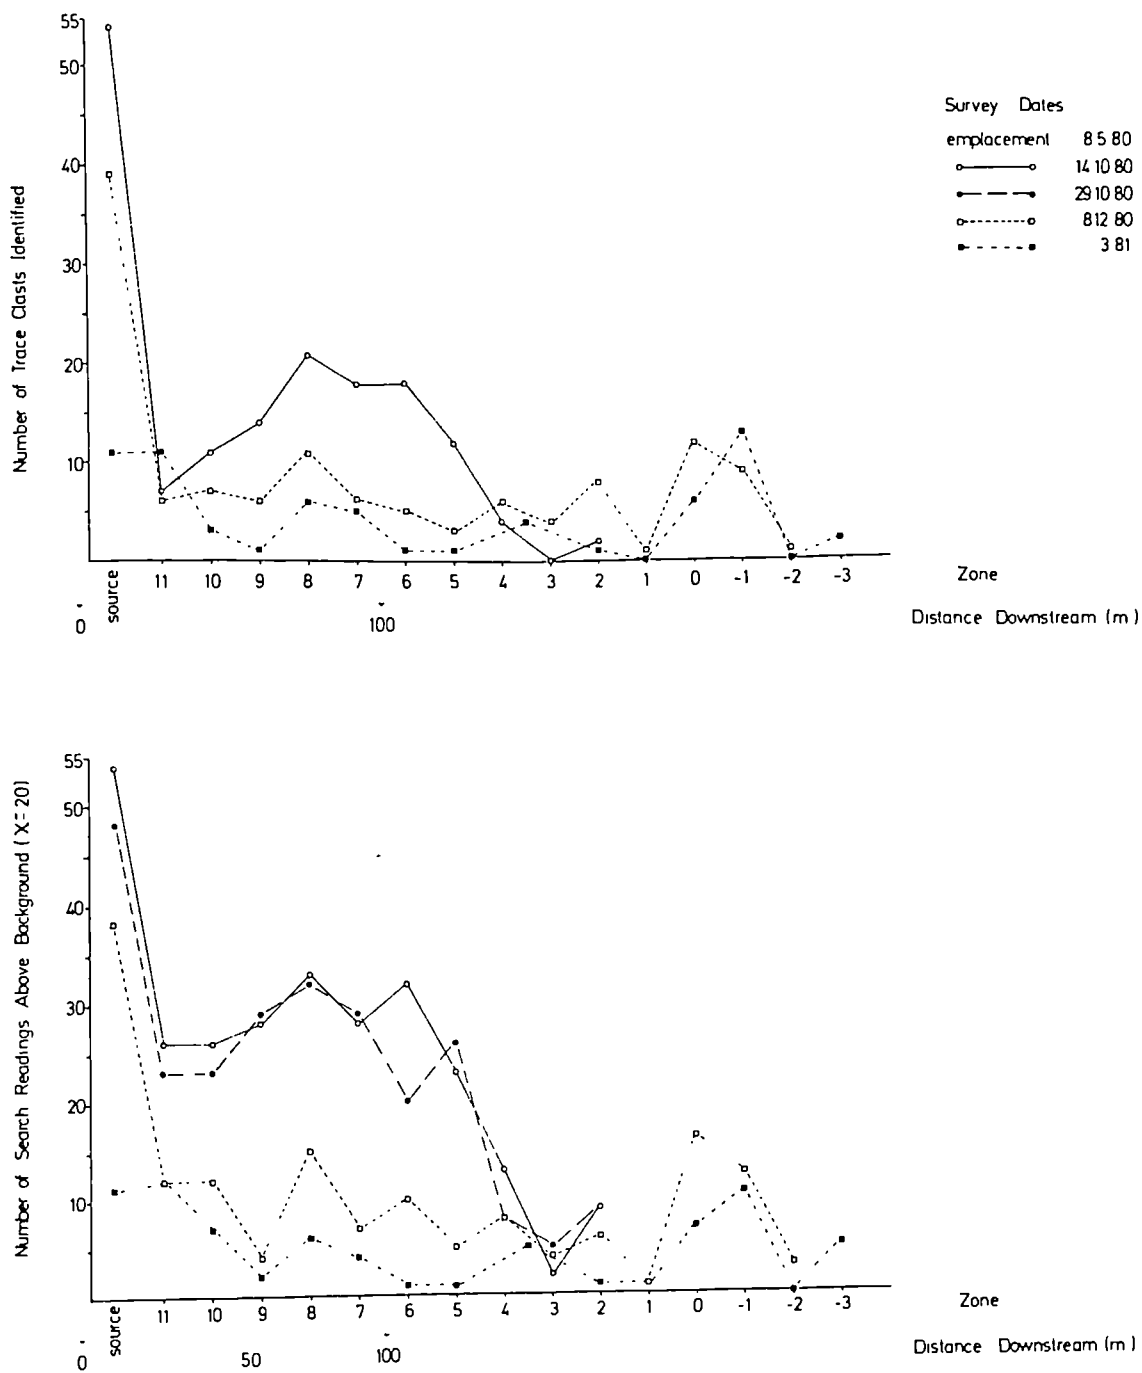 55
50
40
30
20
10
Number of Trace Clasts Identified
Survey Dates
emplacement 8 5 80
14 10 80
29 10 80
8 12 80
3 81
source 11 10 9 8 7 6 5 4 3 2 1 0 -1 -2 -3 Zone
0 100 Distance Downstream (m)
55
50
40
30
20
10
Number of Search Readings Above Background (X=20)
source 11 10 9 8 7 6 5 4 3 2 1 0 -1 -2 -3 Zone
0 50 100 Distance Downstream (m)